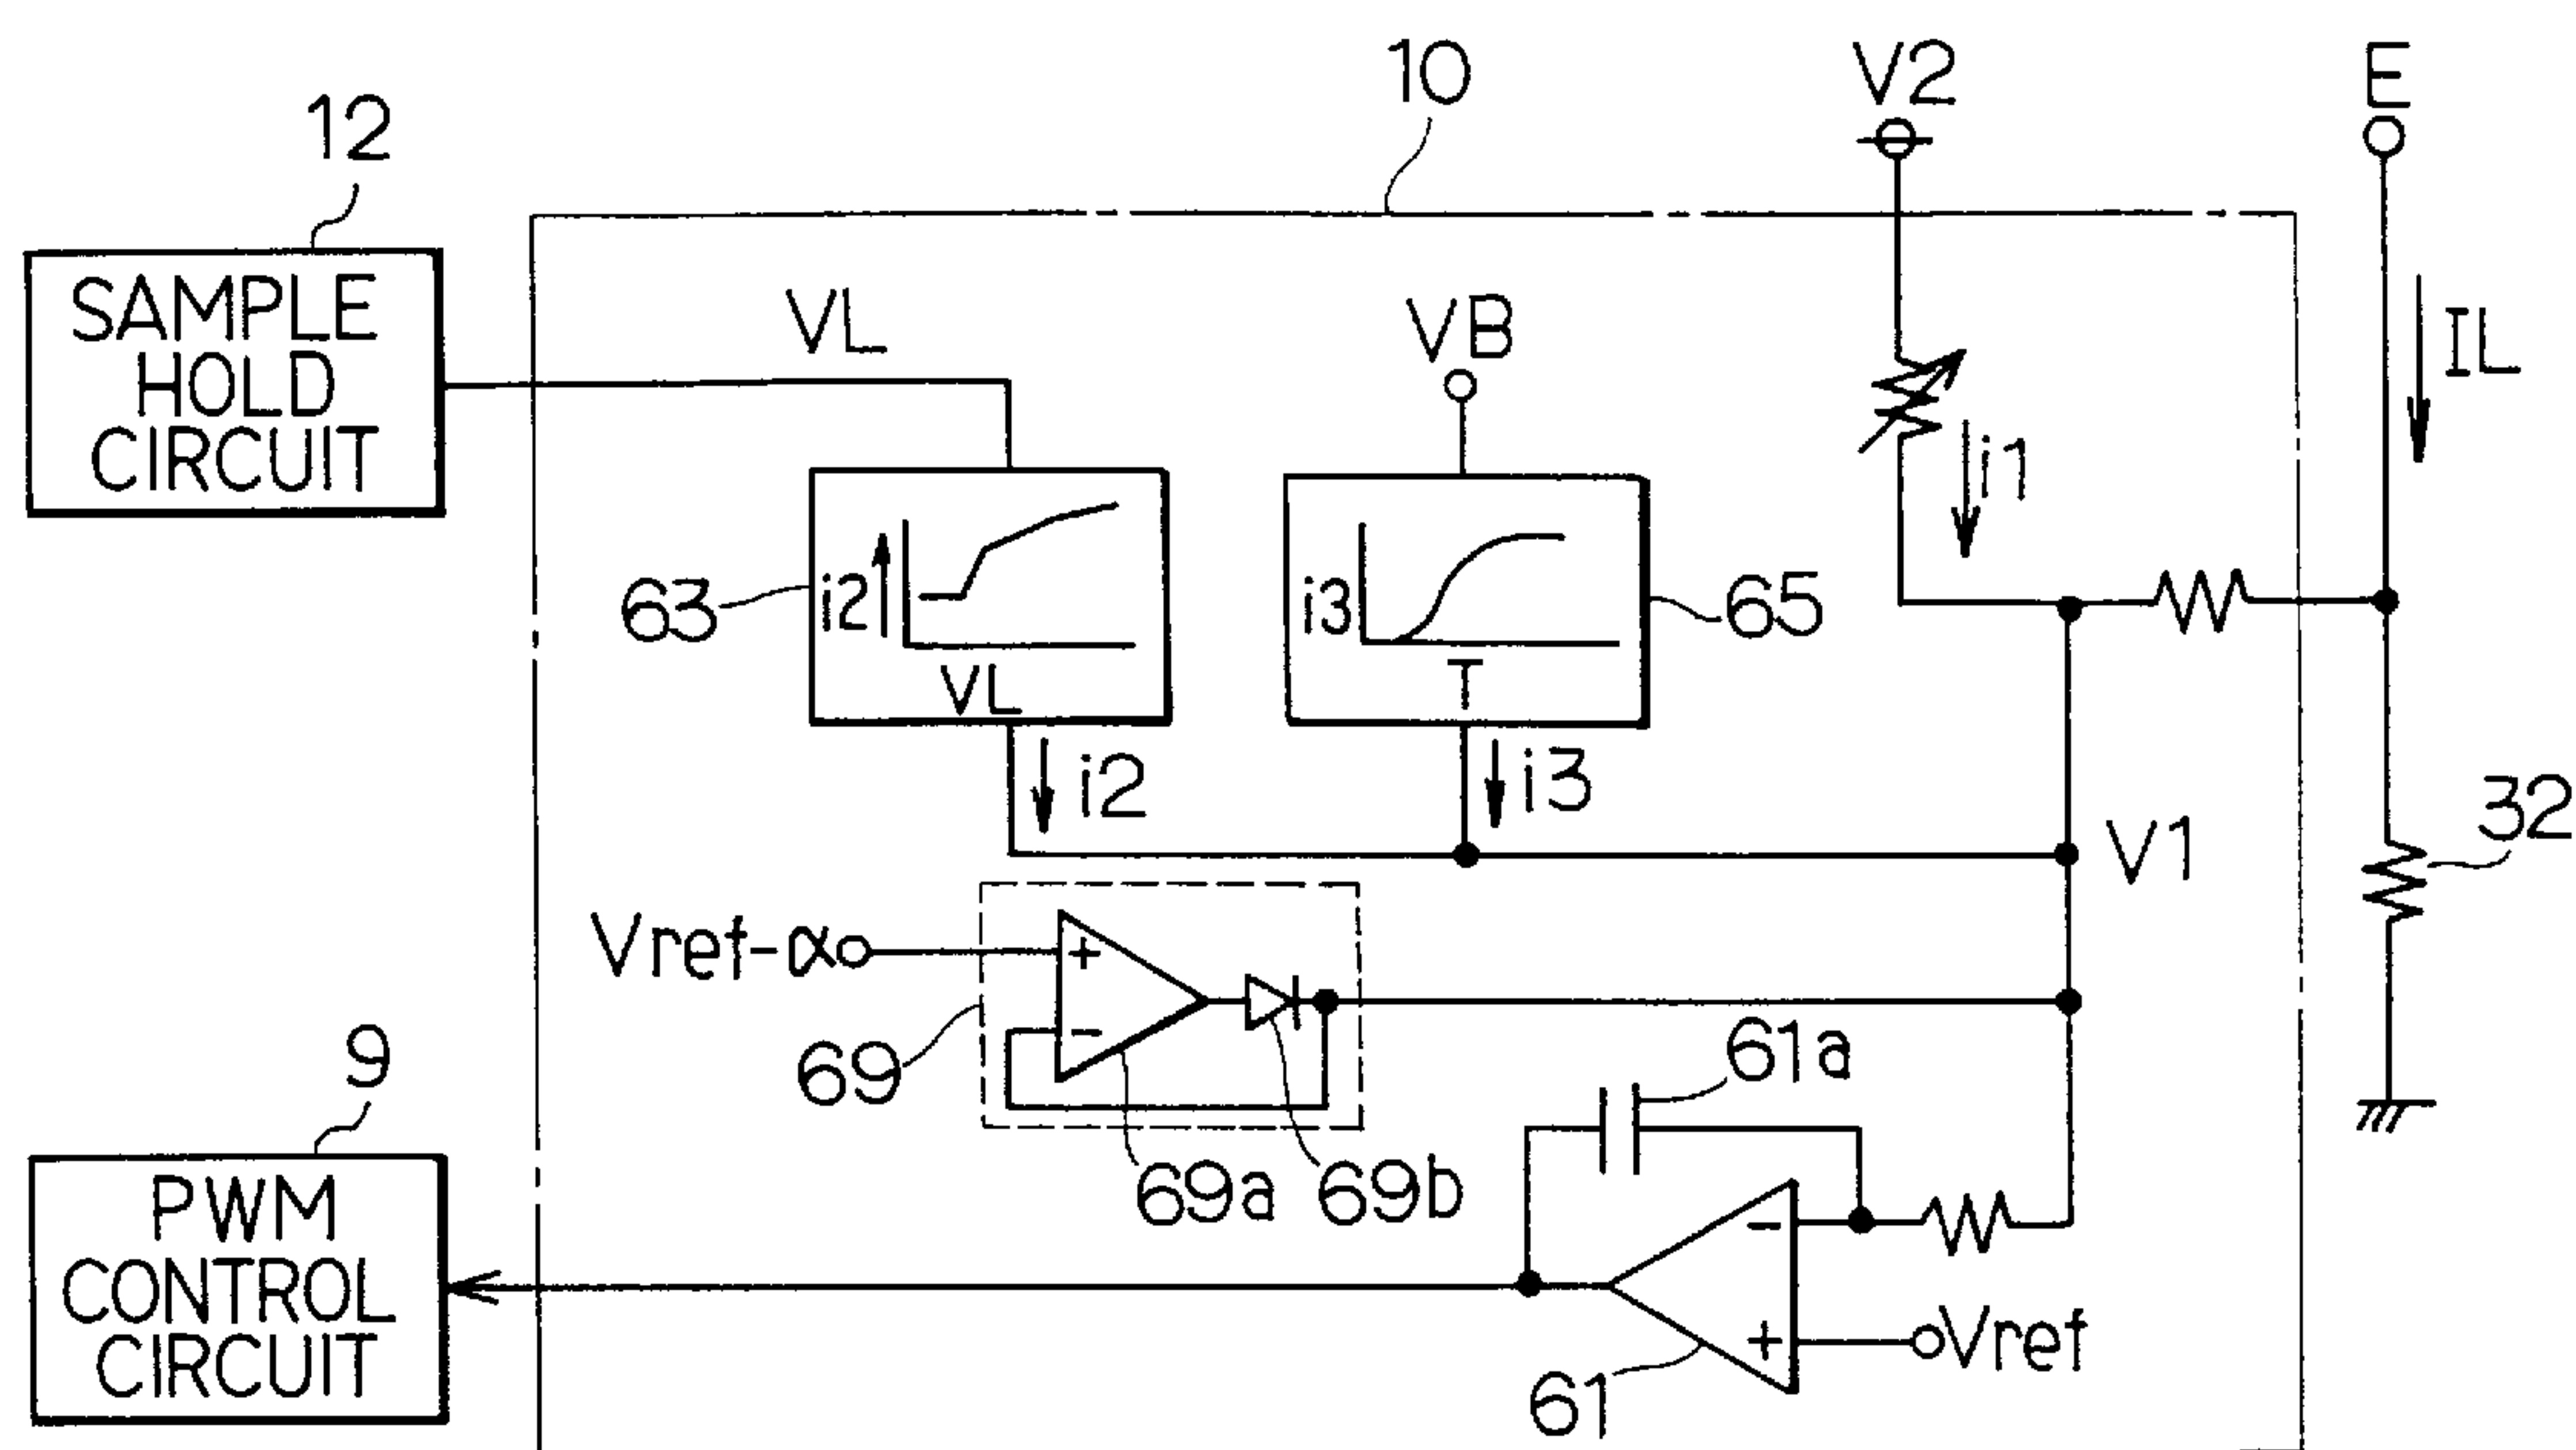 10
V2
E
12
SAMPLE
HOLD
CIRCUIT
VL
VB
IL
i1
63
i2
VL
i3
T
65
i2
i3
V1
32
Vref-α
+
-
69
69a
69b
61a
9
PWM
CONTROL
CIRCUIT
-
+
Vref
61